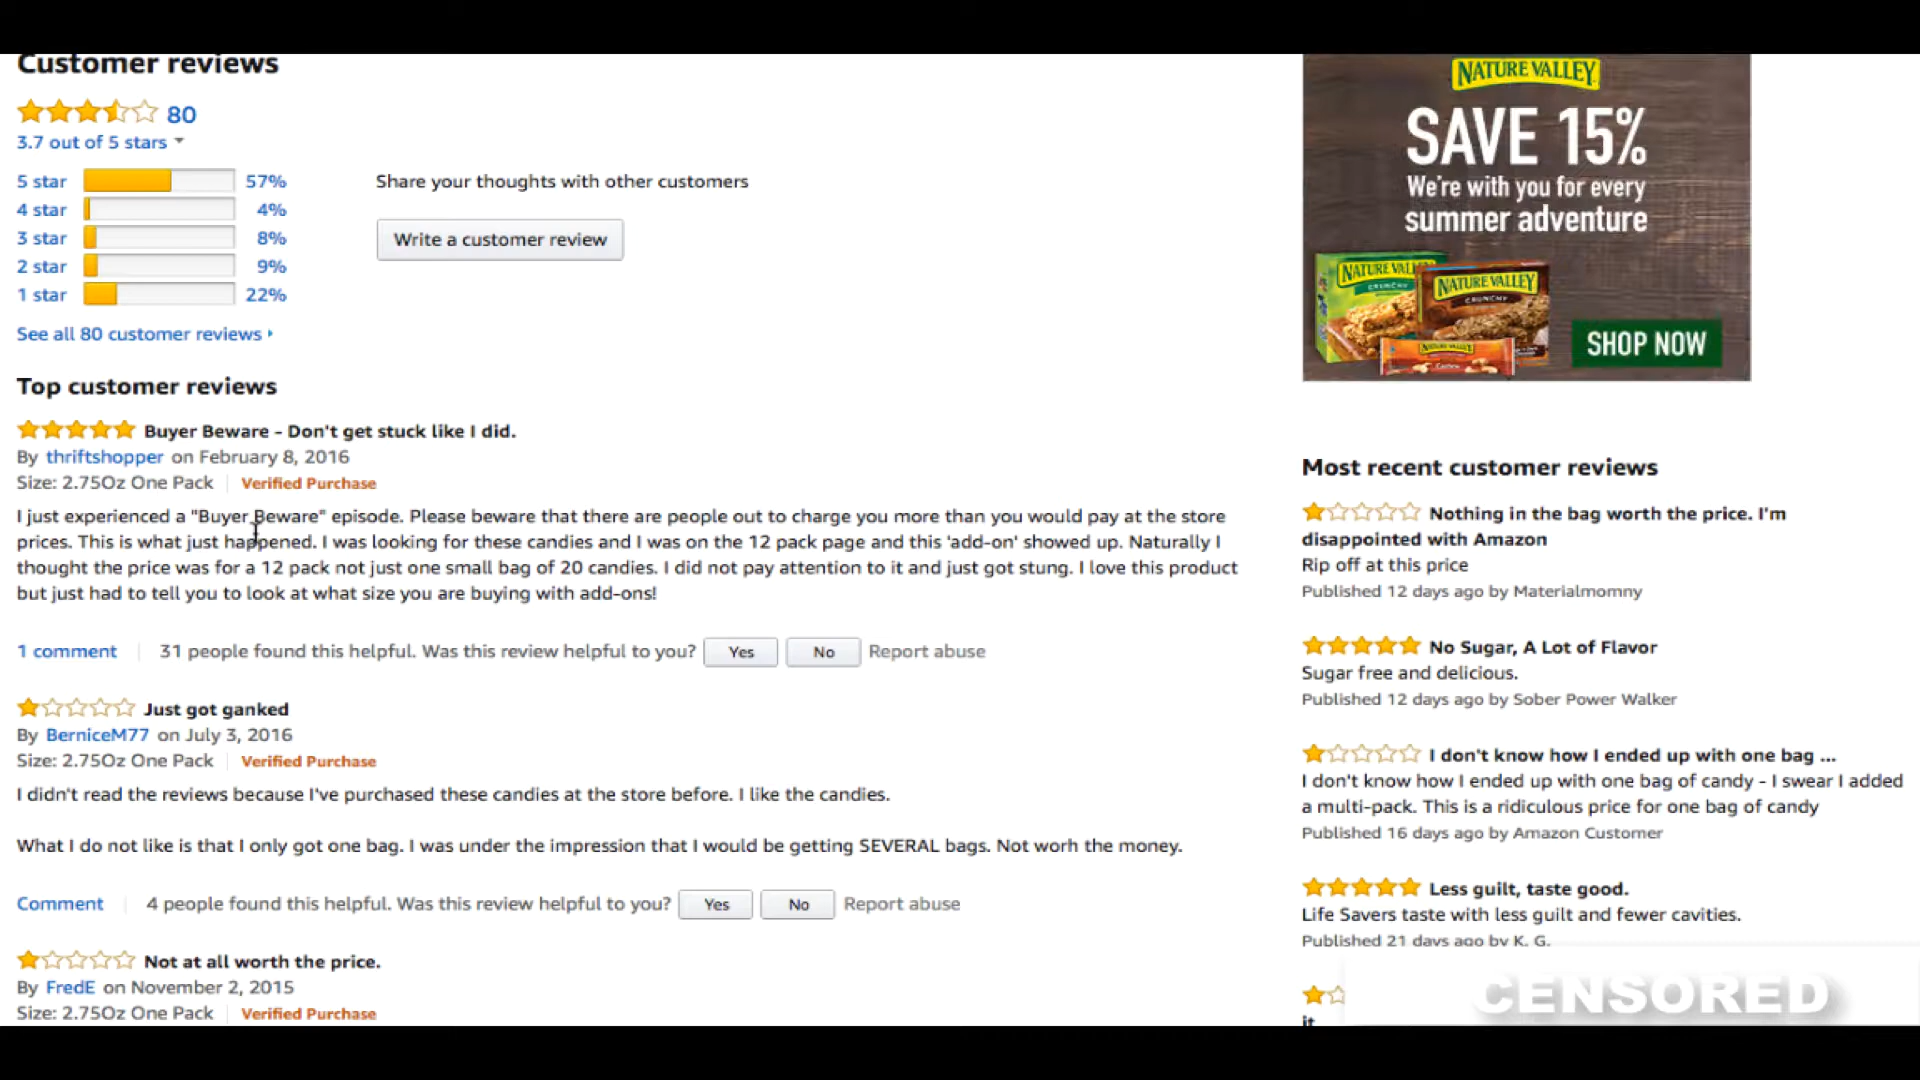 Customer reviews
80
3.7 out of 5 stars
5 star 57%
4 star 4%
3 star 8%
2 star 9%
1 star 22%
See all 80 customer reviews
Share your thoughts with other customers
Write a customer review
Top customer reviews
Buyer Beware - Don't get stuck like I did.
By thriftshopper on February 8, 2016
Size: 2.75Oz One Pack Verified Purchase
I just experienced a "Buyer Beware" episode. Please beware that there are people out to charge you more than you would pay at the store
prices. This is what just happened. I was looking for these candies and I was on the 12 pack page and this 'add-on' showed up. Naturally I
thought the price was for a 12 pack not just one small bag of 20 candies. I did not pay attention to it and just got stung. I love this product
but just had to tell you to look at what size you are buying with add-ons!
1 comment 31 people found this helpful. Was this review helpful to you? Yes No Report abuse
Just got ganked
By BerniceM77 on July 3, 2016
Size: 2.75Oz One Pack Verified Purchase
I didn't read the reviews because I've purchased these candies at the store before. I like the candies.
What I do not like is that I only got one bag. I was under the impression that I would be getting SEVERAL bags. Not worh the money.
Comment 4 people found this helpful. Was this review helpful to you? Yes No Report abuse
Not at all worth the price.
By FredE on November 2, 2015
Size: 2.75Oz One Pack Verified Purchase
NATURE VALLEY
SAVE 15%
We're with you for every
summer adventure
NATURE VALLEY
CRUNCHY
NATURE VALLEY
CRUNCHY
NATURE VALLEY
Cashew
SHOP NOW
Most recent customer reviews
Nothing in the bag worth the price. I'm
disappointed with Amazon
Rip off at this price
Published 12 days ago by Materialmomny
No Sugar, A Lot of Flavor
Sugar free and delicious.
Published 12 days ago by Sober Power Walker
I don't know how I ended up with one bag ...
I don't know how I ended up with one bag of candy - I swear I added
a multi-pack. This is a ridiculous price for one bag of candy
Published 16 days ago by Amazon Customer
Less guilt, taste good.
Life Savers taste with less guilt and fewer cavities.
Published 21 days ago by K. G.
it
CENSORED